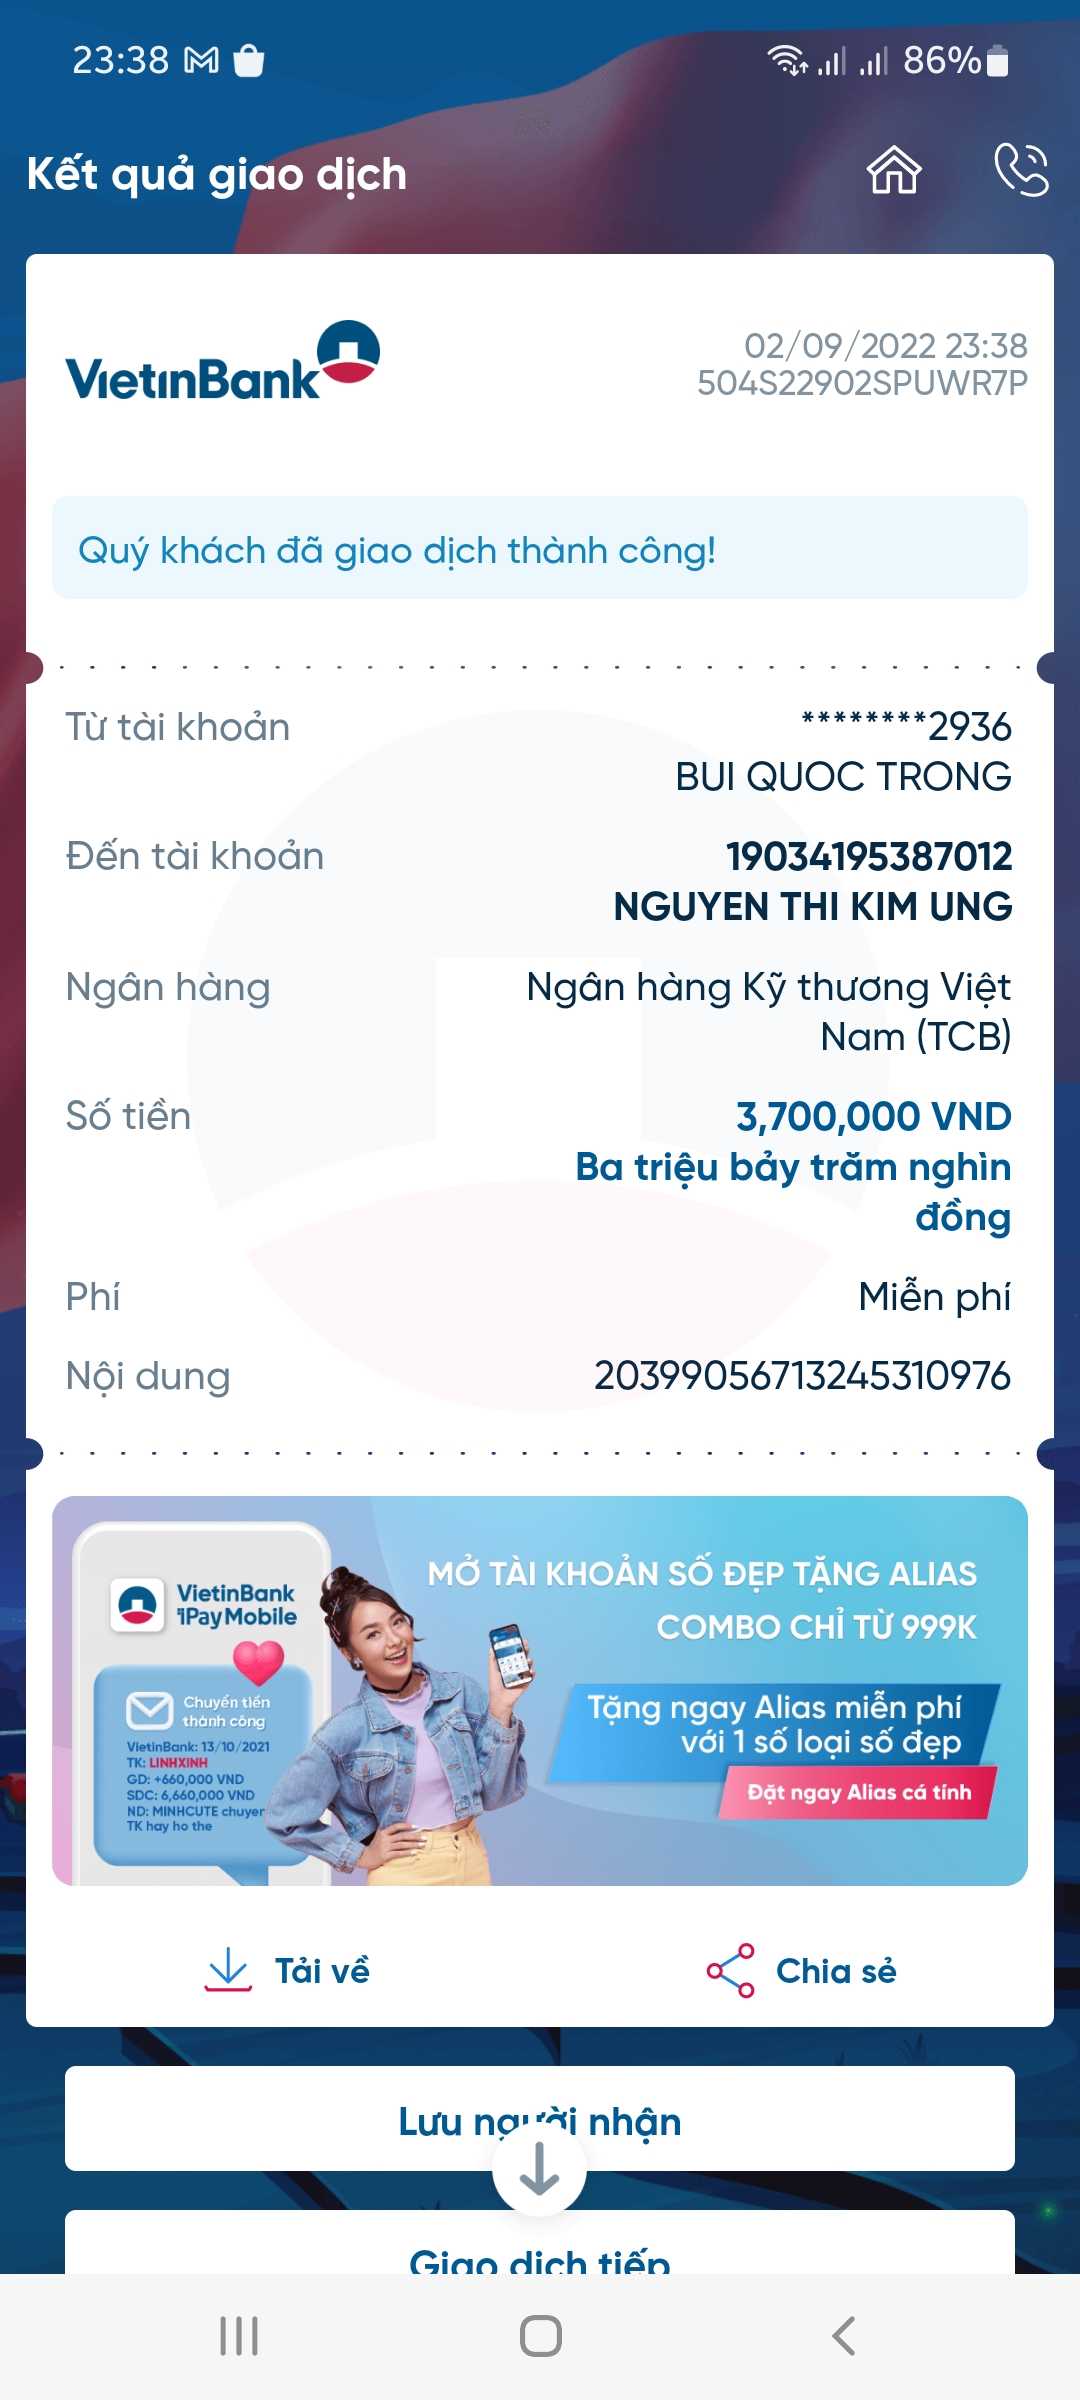 23:38
86%
Kết quả giao dịch
VietinBank
02/09/2022 23:38
504S22902SPUWR7P
Quý khách đã giao dịch thành công!
Từ tài khoản
********2936
BUI QUOC TRONG
Đến tài khoản
19034195387012
NGUYEN THI KIM UNG
Ngân hàng
Ngân hàng Kỹ thương Việt
Nam (TCB)
Số tiền
3,700,000 VND
Ba triệu bảy trăm nghìn
đồng
Phí
Miễn phí
Nội dung
20399056713245310976
VietinBank
iPay Mobile
Chuyển tiền
thành công
VietinBank: 13/10/2021
TK: LINHXINH
GD: +660,000 VND
SDC: 6,660,000 VND
ND: MINHCUTE chuyen
TK hay ho the
MỞ TÀI KHOẢN SỐ ĐẸP TẶNG ALIAS
COMBO CHỈ TỪ 999K
Tặng ngay Alias miễn phí
với 1 số loại số đẹp
Đặt ngay Alias cá tính
Tải về
Chia sẻ
Lưu người nhận
Giao dịch tiếp